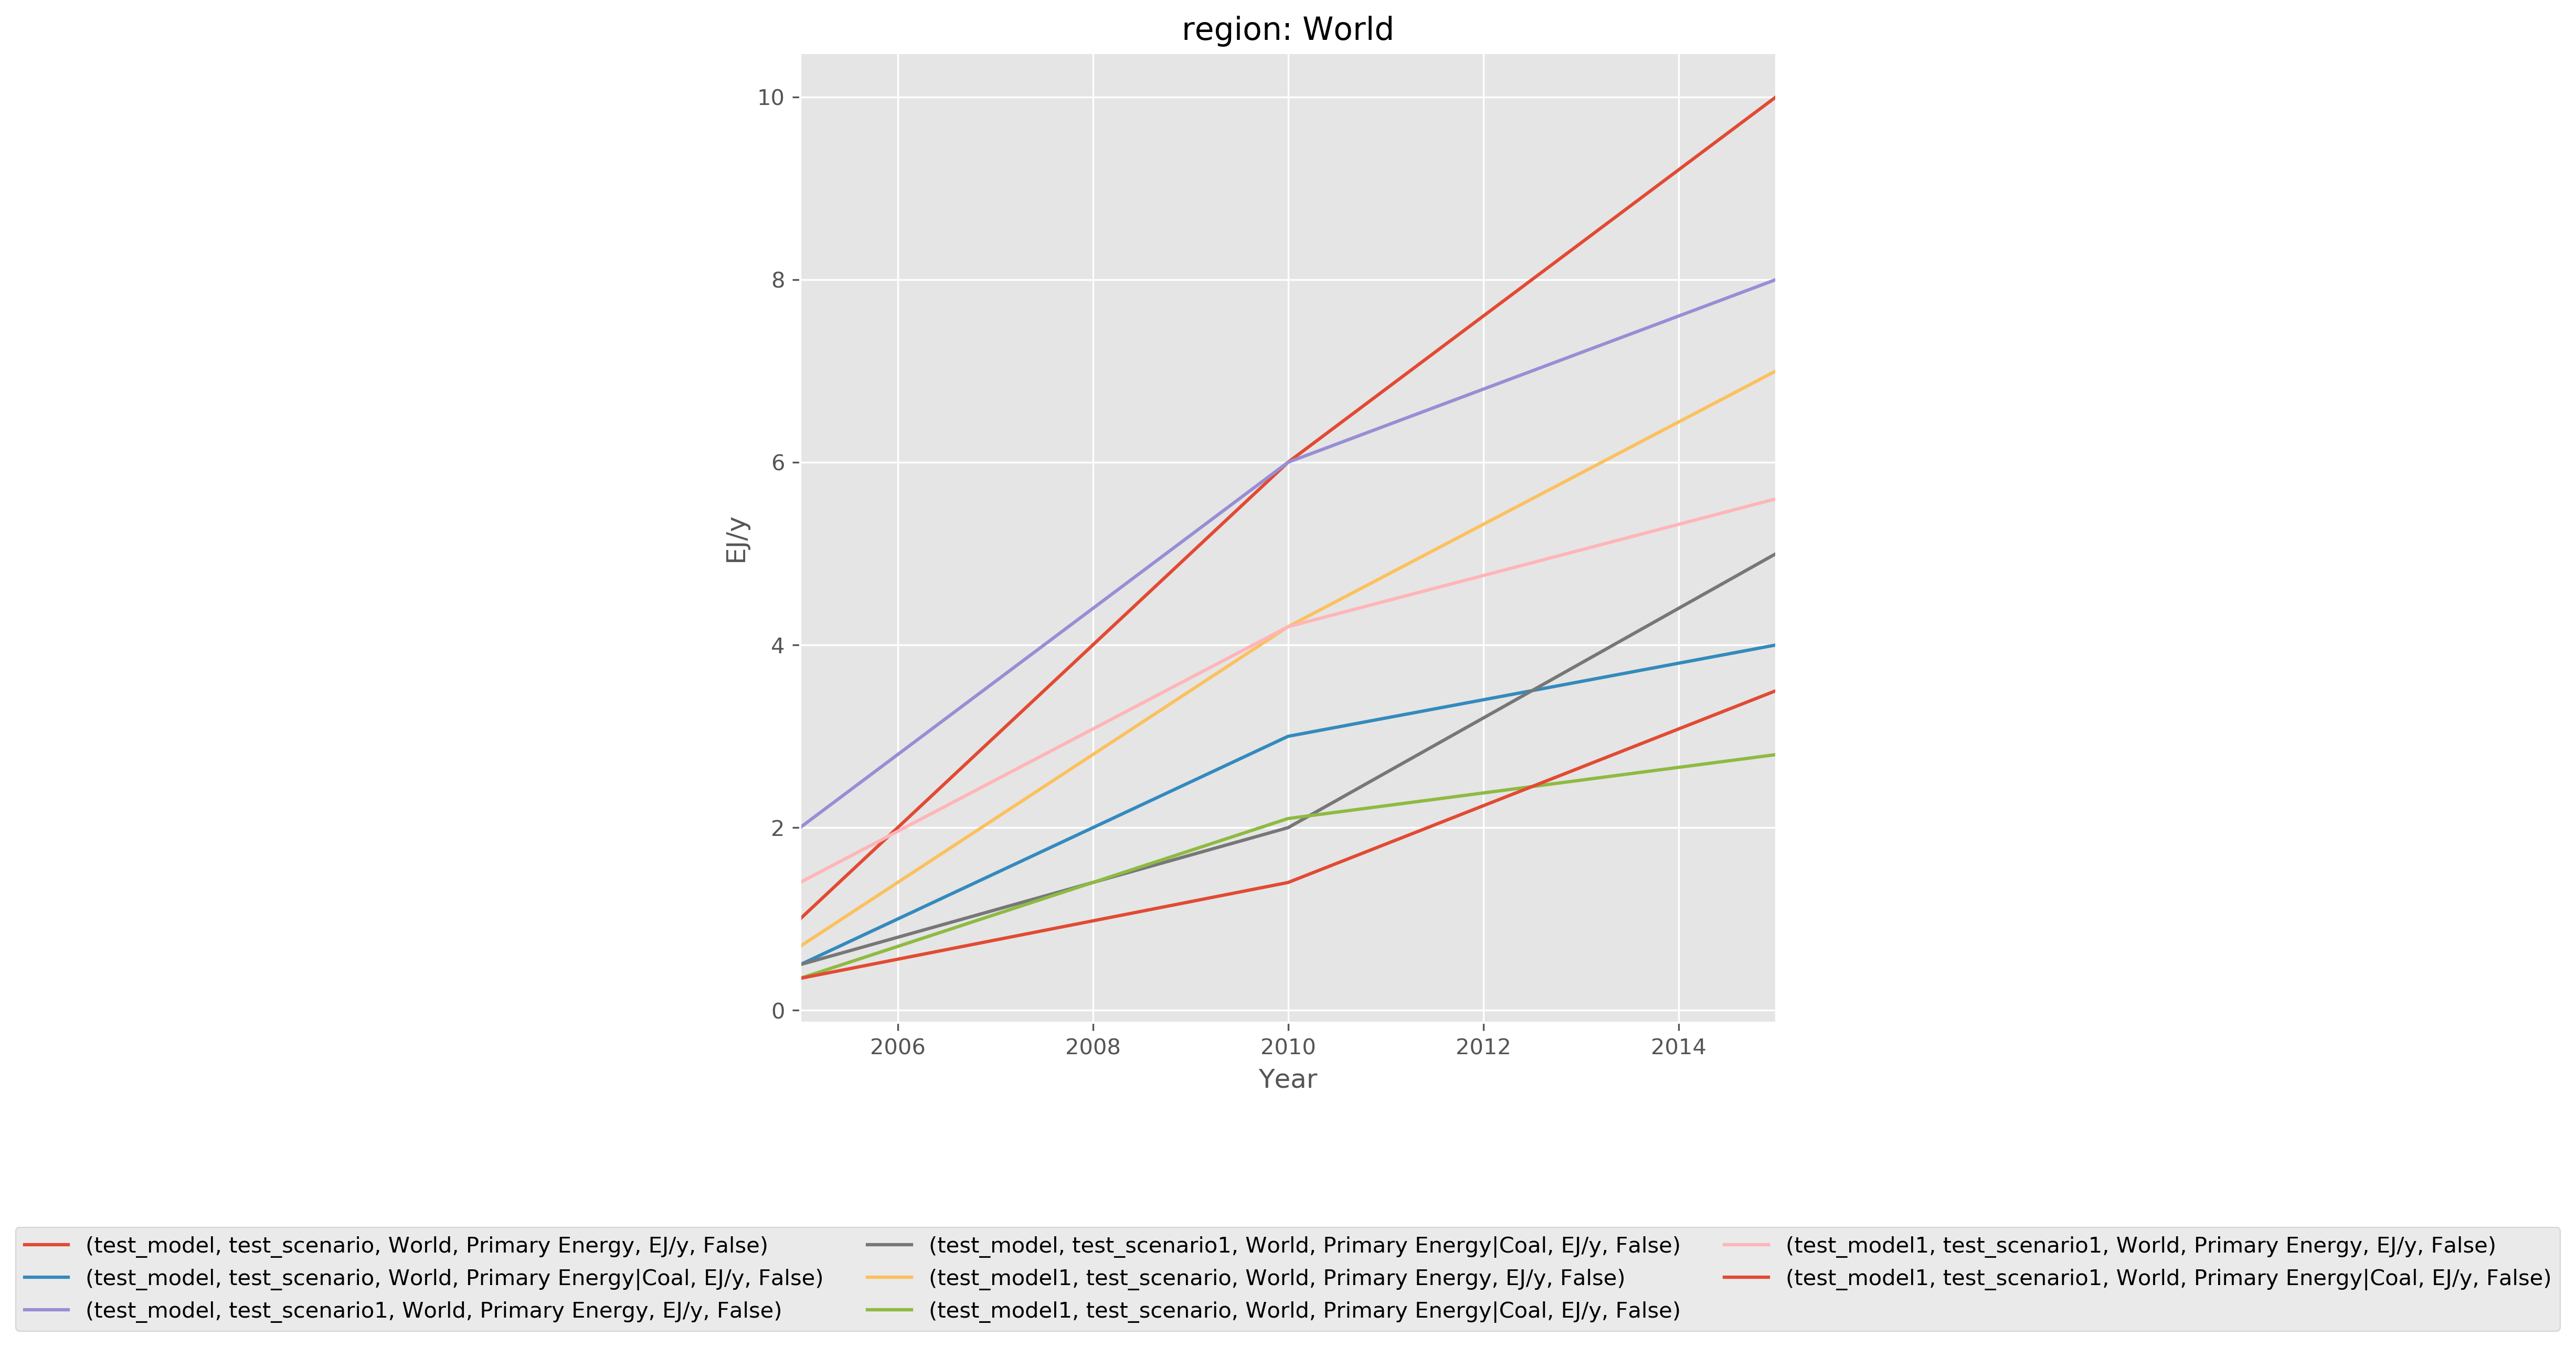 region: World
10
8
6
4
2
0
EJ/y
2006 2008 2010 2012 2014
Year
(test_model, test_scenario, World, Primary Energy, EJ/y, False)
(test_model, test_scenario, World, Primary Energy|Coal, EJ/y, False)
(test_model, test_scenario1, World, Primary Energy, EJ/y, False)
(test_model, test_scenario1, World, Primary Energy|Coal, EJ/y, False)
(test_model1, test_scenario, World, Primary Energy, EJ/y, False)
(test_model1, test_scenario, World, Primary Energy|Coal, EJ/y, False)
(test_model1, test_scenario1, World, Primary Energy, EJ/y, False)
(test_model1, test_scenario1, World, Primary Energy|Coal, EJ/y, False)